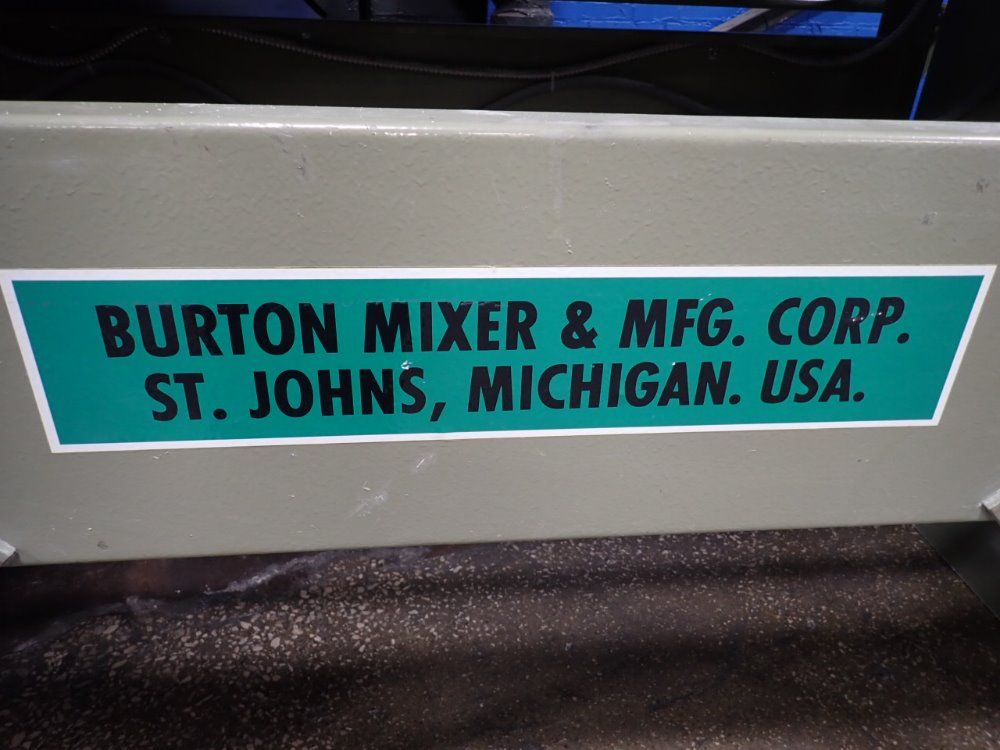 BURTON MIXER & MFG. CORP.
ST. JOHNS, MICHIGAN. USA.